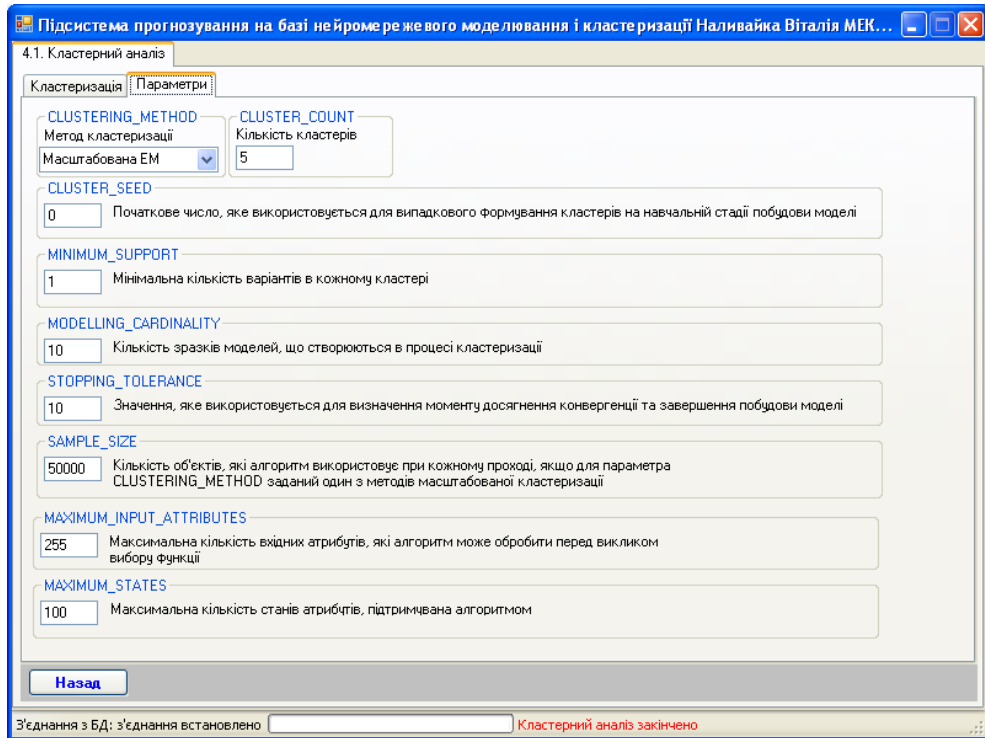 Підсистема прогнозування на базі нейромережевого моделювання і кластеризації Наливайка Віталія МЕК...
4.1. Кластерний аналіз
Кластеризація Параметри
CLUSTERING_METHOD CLUSTER_COUNT
Метод кластеризації Кількість кластерів
Масштабована EM 5
CLUSTER_SEED
0 Початкове число, яке використовується для випадкового формування кластерів на навчальній стадії побудови моделі
MINIMUM_SUPPORT
1 Мінімальна кількість варіантів в кожному кластері
MODELLING_CARDINALITY
10 Кількість зразків моделей, що створюються в процесі кластеризації
STOPPING_TOLERANCE
10 Значення, яке використовується для визначення моменту досягнення конвергенції та завершення побудови моделі
SAMPLE_SIZE
50000 Кількість об'єктів, які алгоритм використовує при кожному проході, якщо для параметра
CLUSTERING_METHOD заданий один з методів масштабованої кластеризації
MAXIMUM_INPUT_ATTRIBUTES
255 Максимальна кількість вхідних атрибутів, які алгоритм може обробити перед викликом
вибору функції
MAXIMUM_STATES
100 Максимальна кількість станів атрибутів, підтримувана алгоритмом
Назад
З'єднання з БД: з'єднання встановлено Кластерний аналіз закінчено